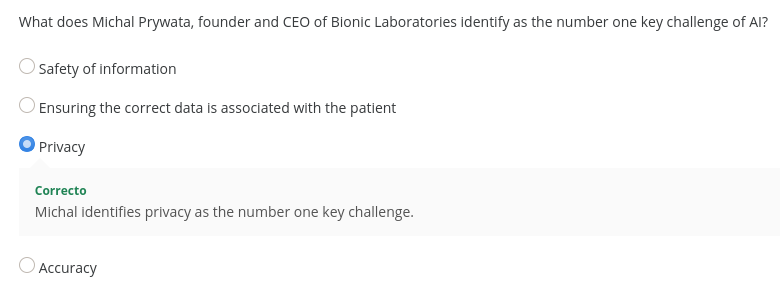 What does Michal Prywata, founder and CEO of Bionic Laboratories identify as the number one key challenge of AI?
Safety of information
Ensuring the correct data is associated with the patient
Privacy
Correcto
Michal identifies privacy as the number one key challenge.
Accuracy